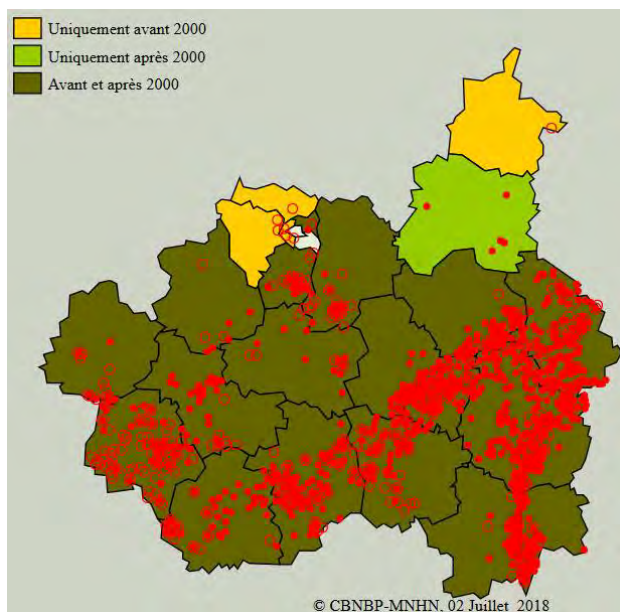 Uniquement avant 2000
Uniquement après 2000
Avant et après 2000
© CBNBP-MNHN, 02 Juillet 2018